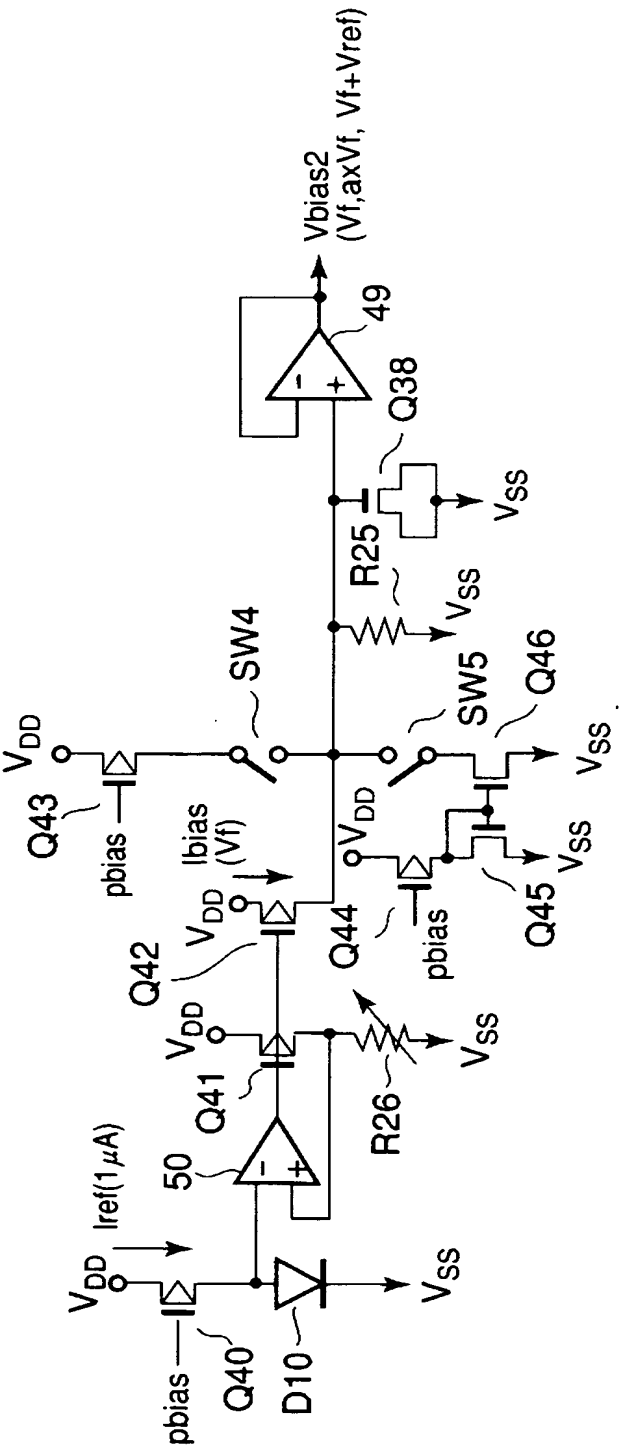 pbias
Q40
VDD
Iref(1μA)
D10
VSS
50
−
+
Q41
VDD
R26
VSS
Q42
VDD
Ibias
(Vf)
Q43
pbias
VDD
SW4
Q44
pbias
VDD
Q45
VSS
SW5
Q46
VSS
R25
VSS
Q38
VSS
−
+
49
Vbias2
(Vf,axVf, Vf+Vref)